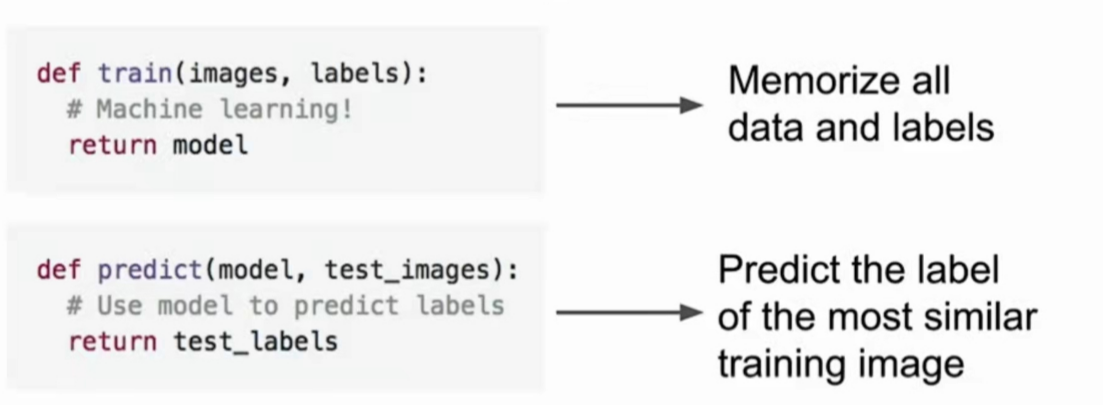 def train(images, labels):
# Machine learning!
return model
Memorize all
data and labels
def predict(model, test_images):
# Use model to predict labels
return test_labels
Predict the label
of the most similar
training image